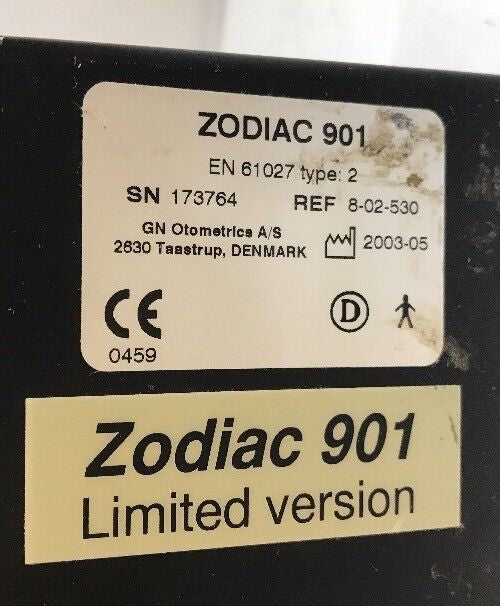 ZODIAC 901
EN 61027 type: 2
SN 173764 REF 8-02-530
GN Otometrics A/S
2630 Taastrup, DENMARK 2003-05
CE
0459
D
Zodiac 901
Limited version